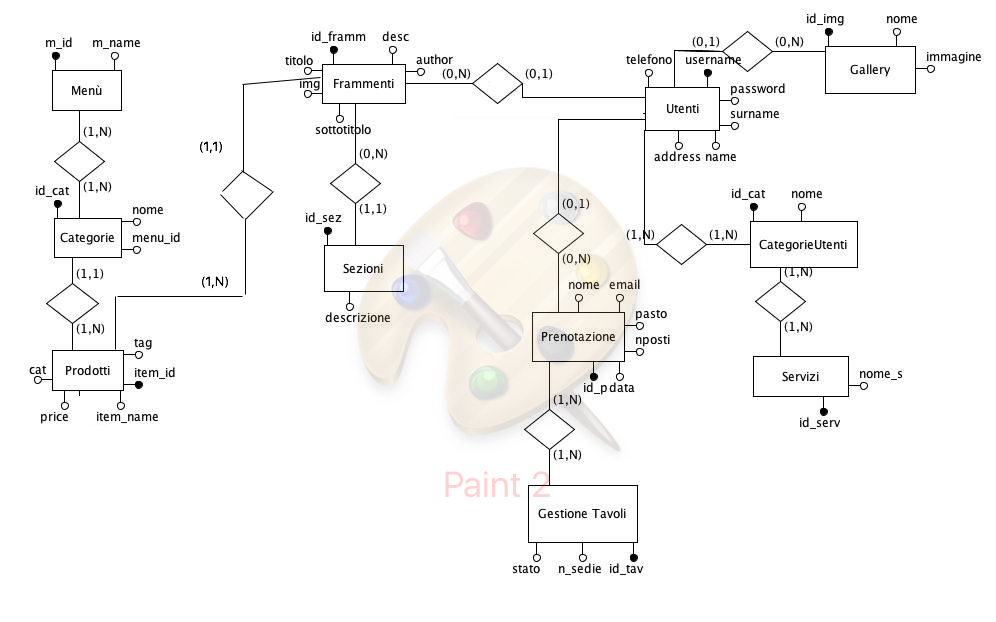 id_img
nome
id_framm
desc
m_id
m_name
(0,1)
(0,N)
titolo
author
telefono
username
immagine
Gallery
(0,N)
(0,1)
Menù
img
Frammenti
password
Utenti
surname
sottotitolo
(1,N)
(1,1)
(0,N)
address
name
(1,N)
id_cat
id_cat
nome
(0,1)
nome
(1,1)
id_sez
Categorie
menu_id
(1,N)
(1,N)
CategorieUtenti
(0,N)
Sezioni
(1,1)
(1,N)
(1,N)
nome
email
descrizione
pasto
(1,N)
(1,N)
tag
Prenotazione
nposti
cat
Prodotti
item_id
Servizi
nome_s
id_p
data
(1,N)
price
item_name
id_serv
(1,N)
Paint 2
Gestione Tavoli
stato
n_sedie
id_tav